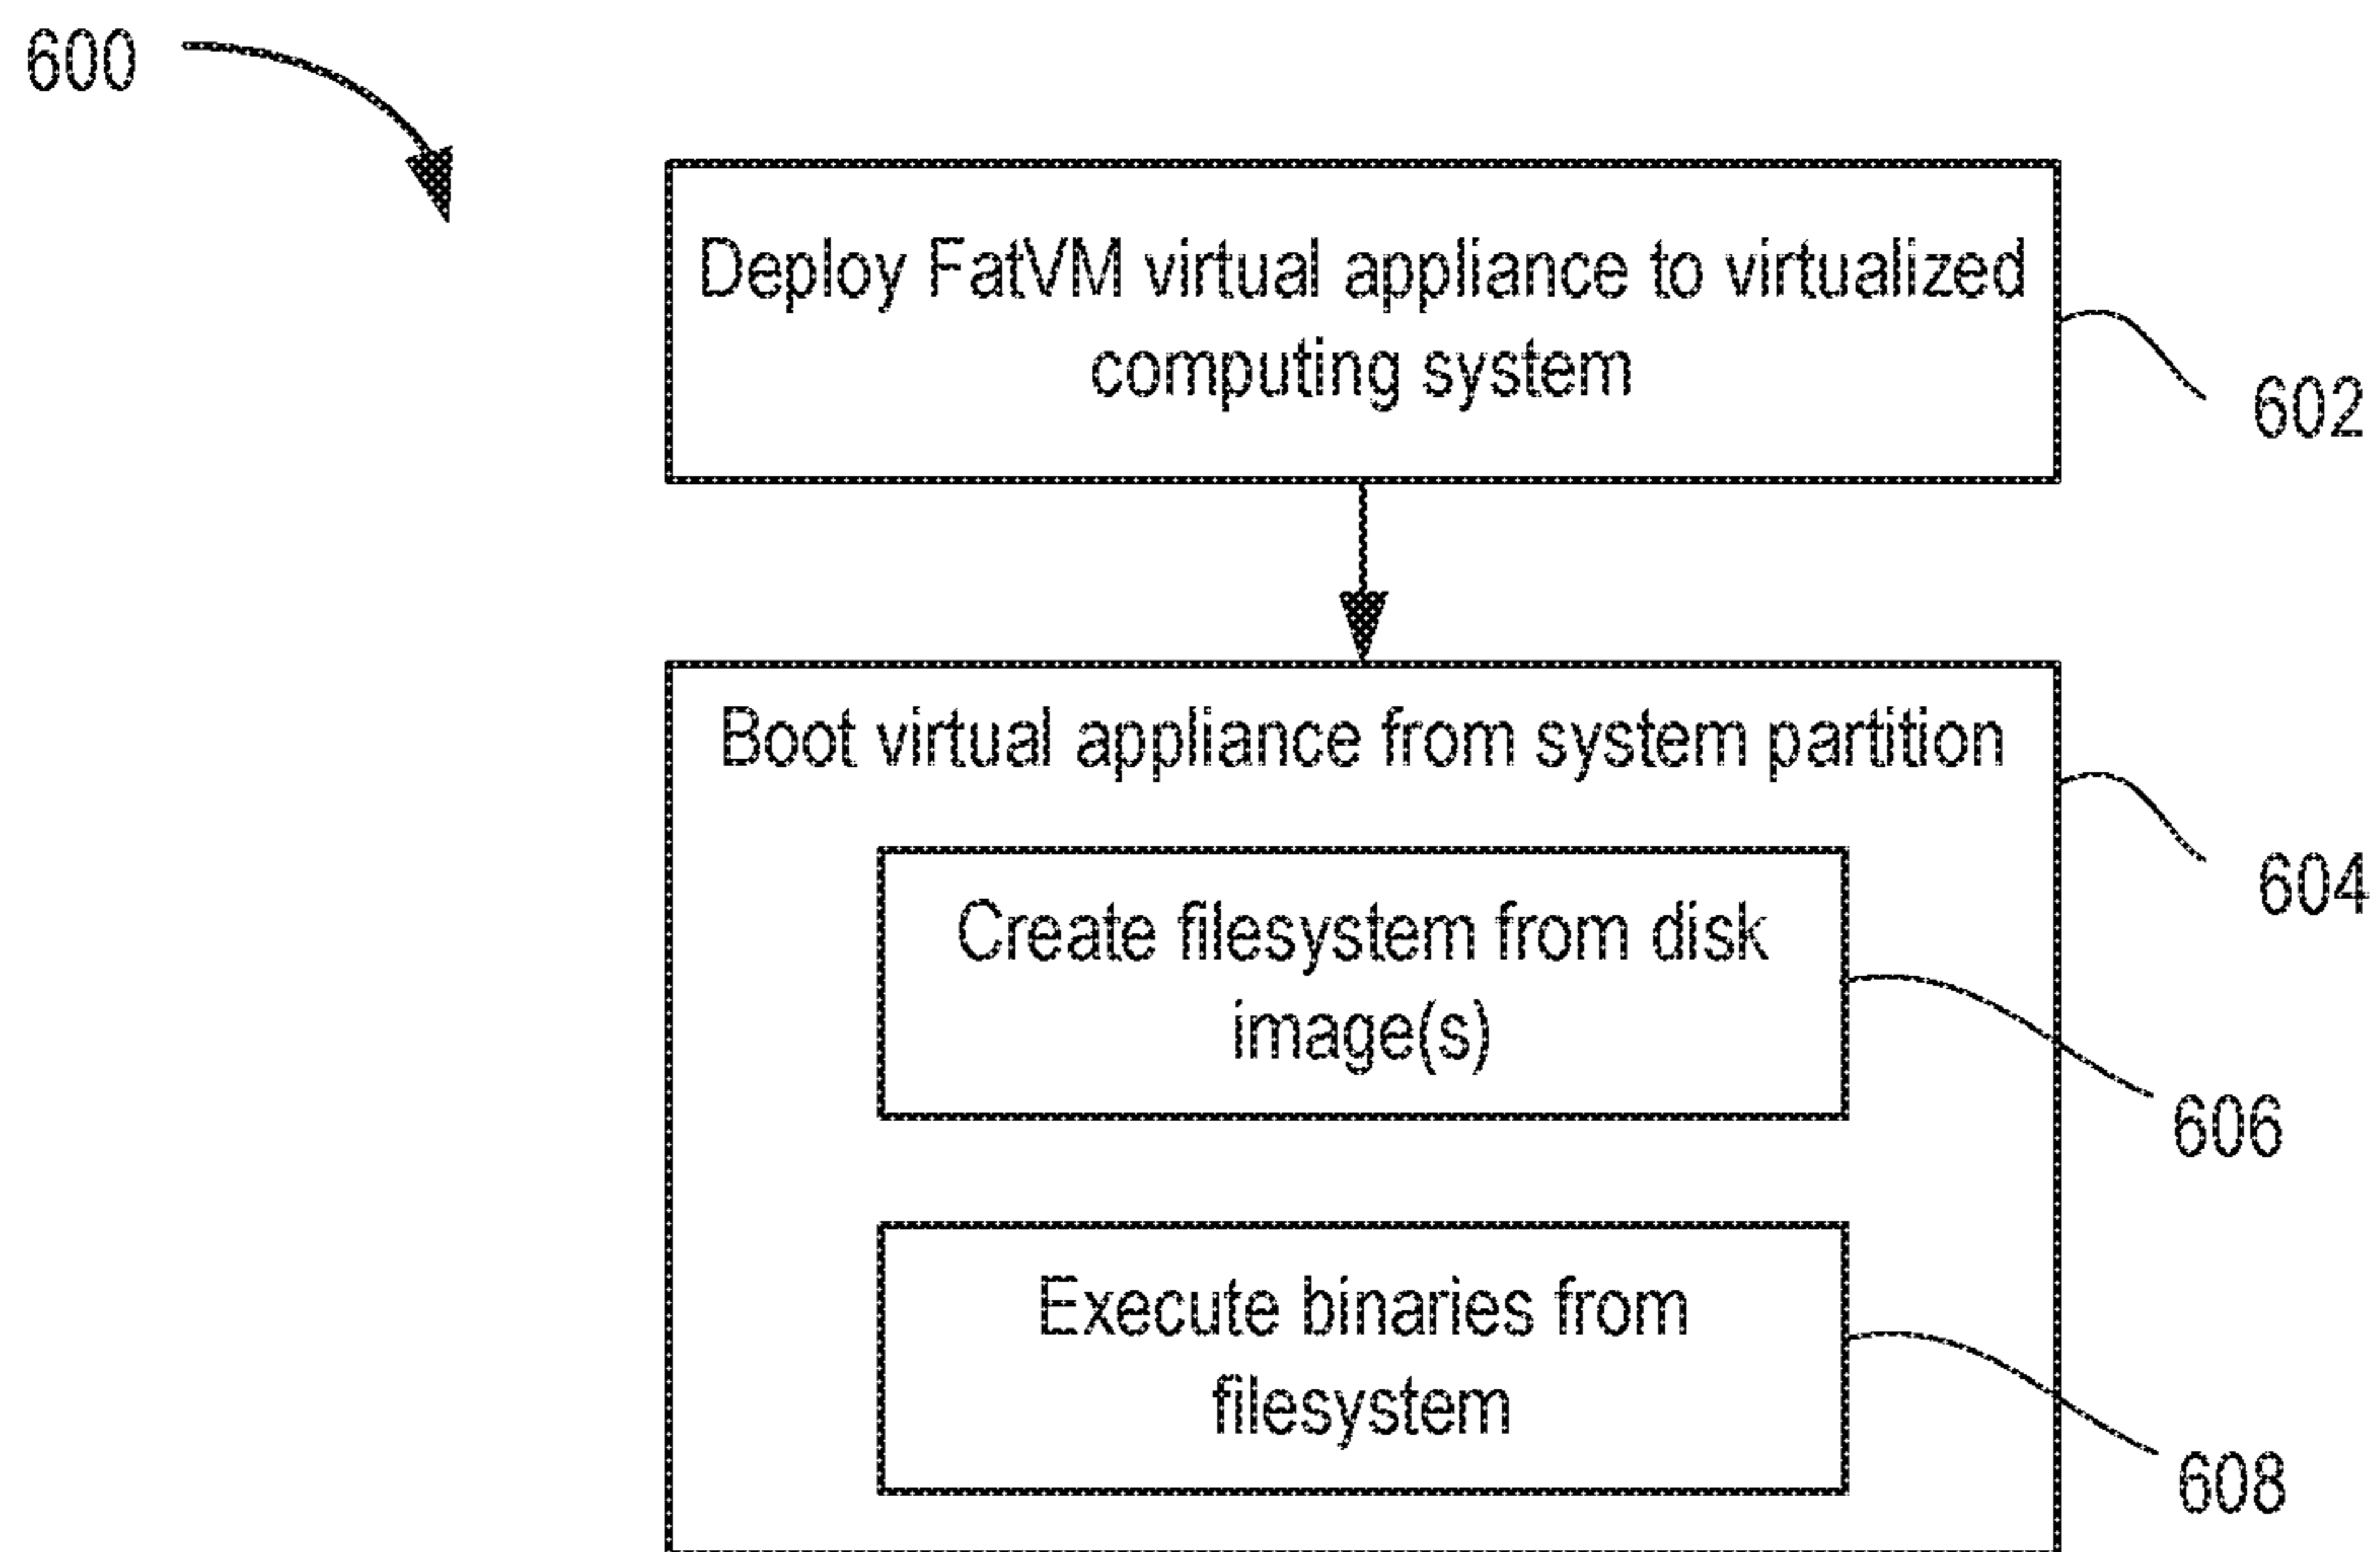 600
Deploy FatVM virtual appliance to virtualized
computing system
602
Boot virtual appliance from system partition
604
Create filesystem from disk
image(s)
606
Execute binaries from
filesystem
608